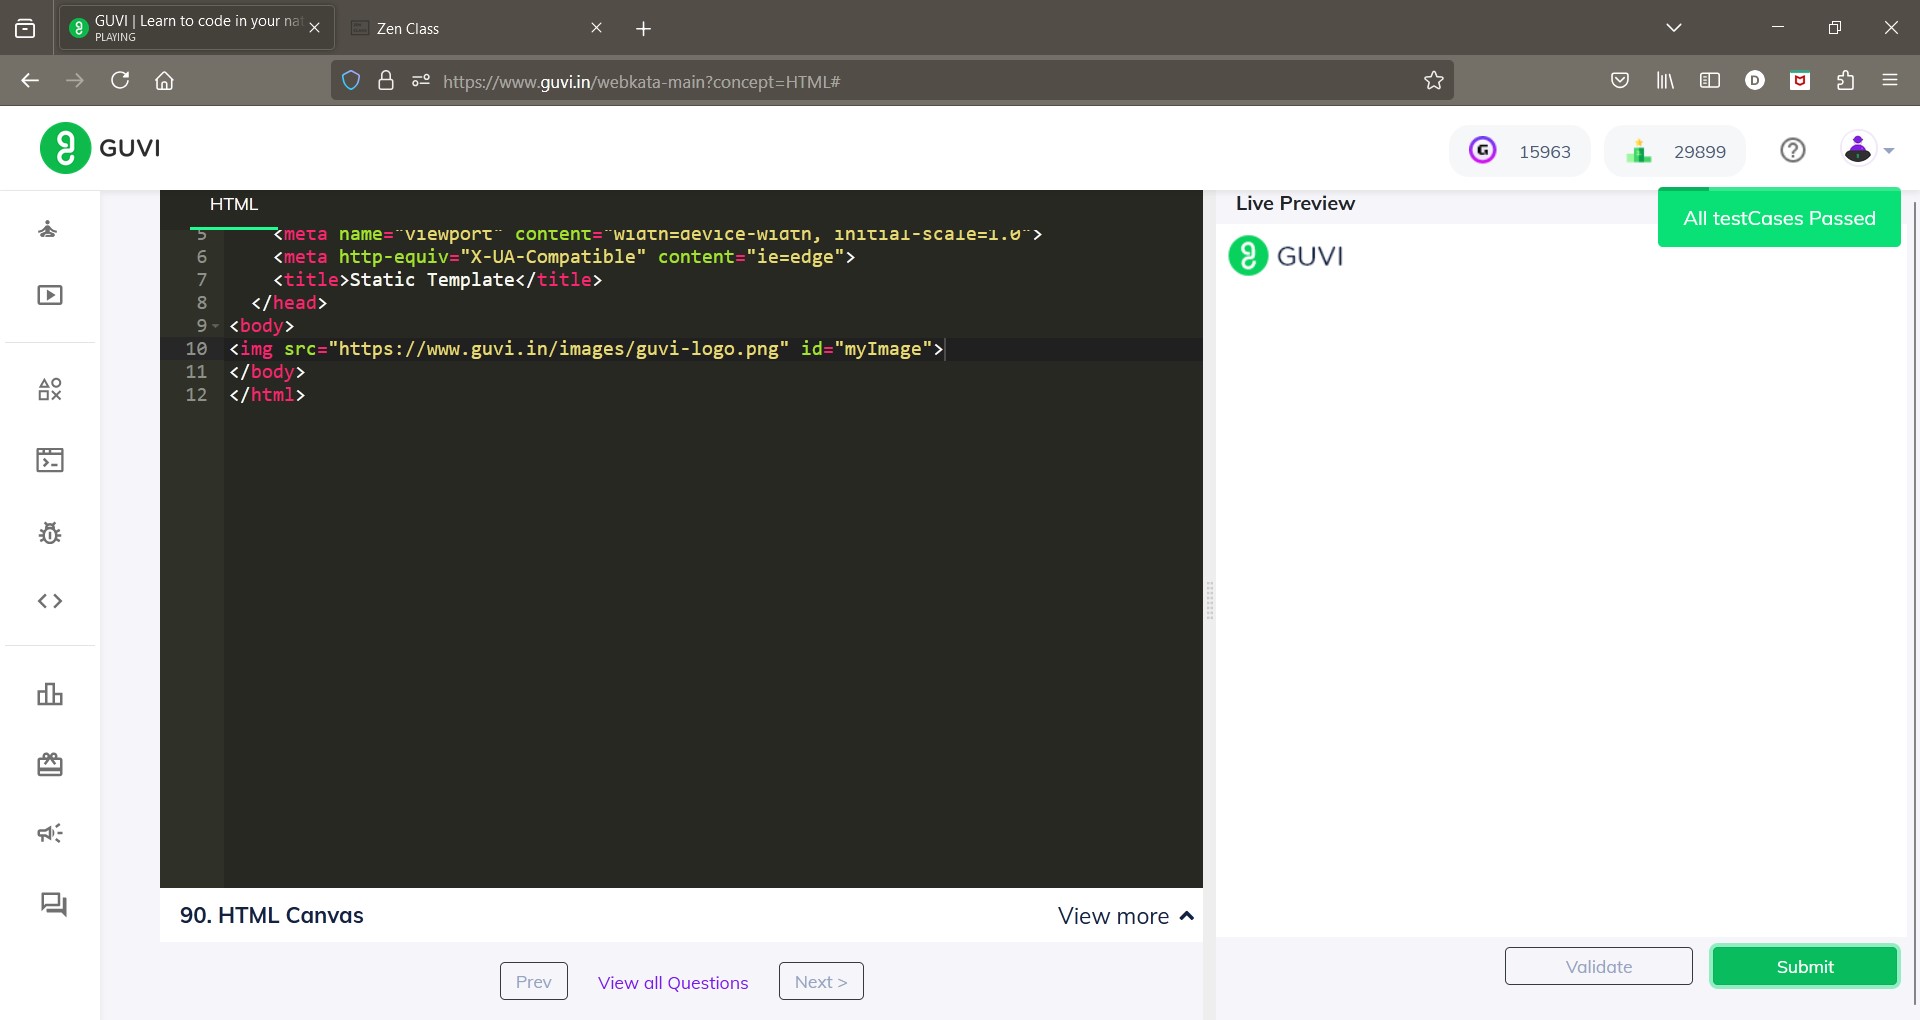 GUVI | Learn to code in your nat
PLAYING
Zen Class
https://www.guvi.in/webkata-main?concept=HTML#
D
GUVI
G
15963
29899
HTML
Live Preview
All testCases Passed
GUVI
5 <meta name="viewport" content="width=device-width, initial-scale=1.0">
6 <meta http-equiv="X-UA-Compatible" content="ie=edge">
7 <title>Static Template</title>
8 </head>
9 <body>
10 <img src="https://www.guvi.in/images/guvi-logo.png" id="myImage">
11 </body>
12 </html>
90. HTML Canvas
View more
Prev
View all Questions
Next >
Validate
Submit